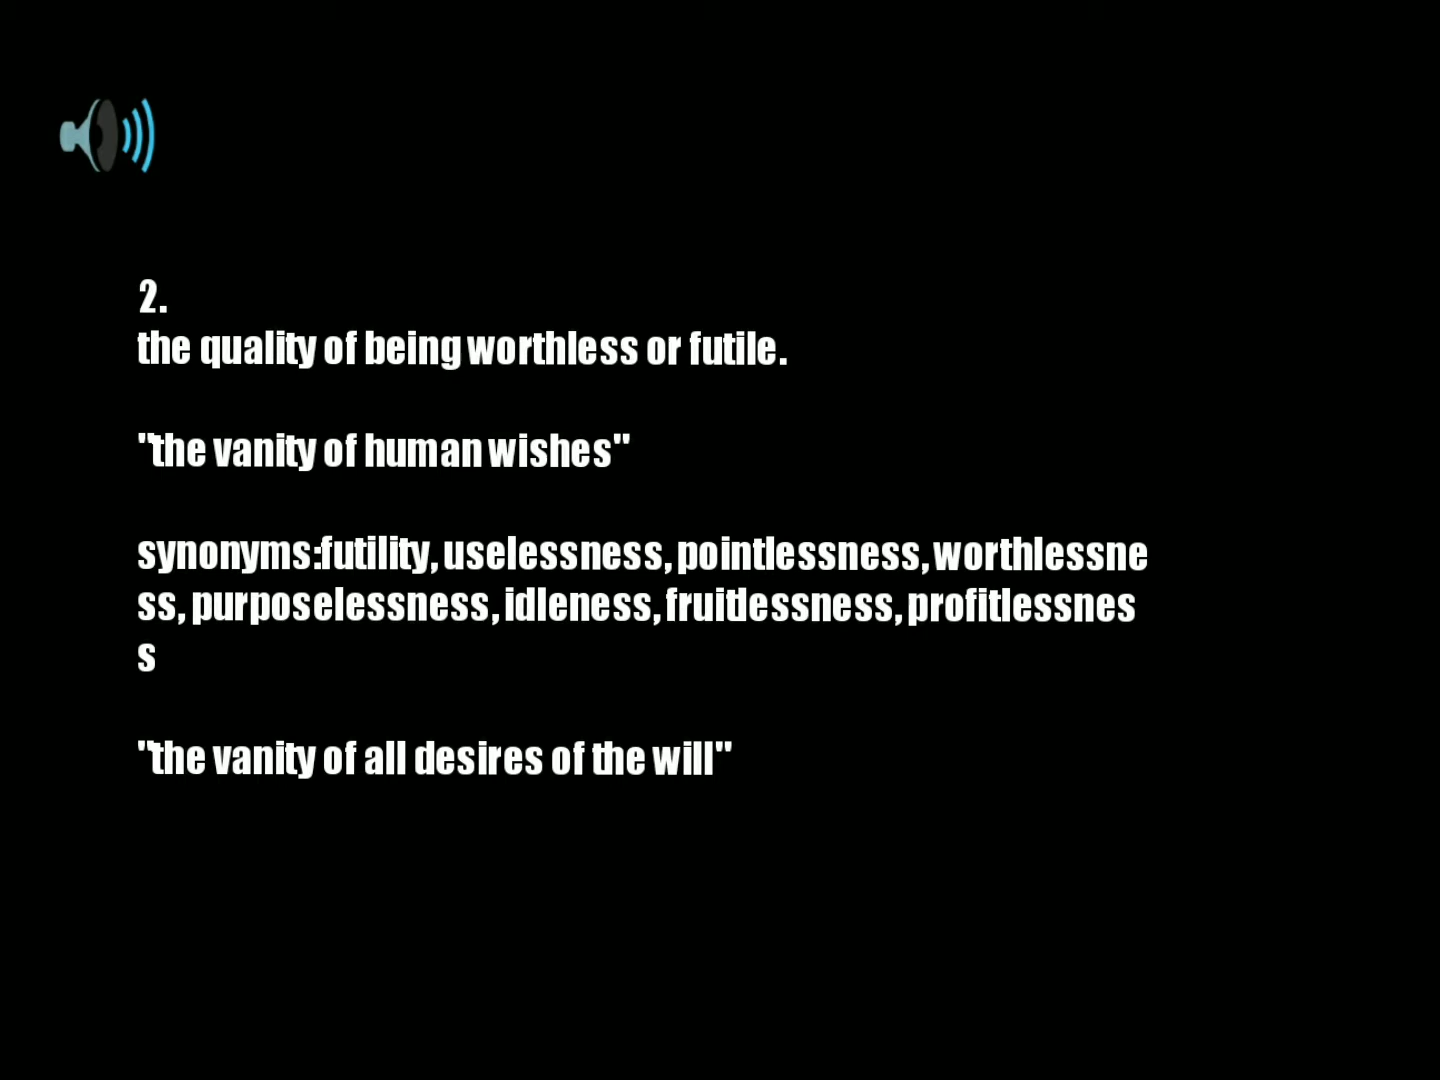 2.
the quality of being worthless or futile.
"the vanity of human wishes"
synonyms:futility, uselessness, pointlessness, worthlessne
ss, purposelessness, idleness, fruitlessness, profitlessnes
s
"the vanity of all desires of the will"